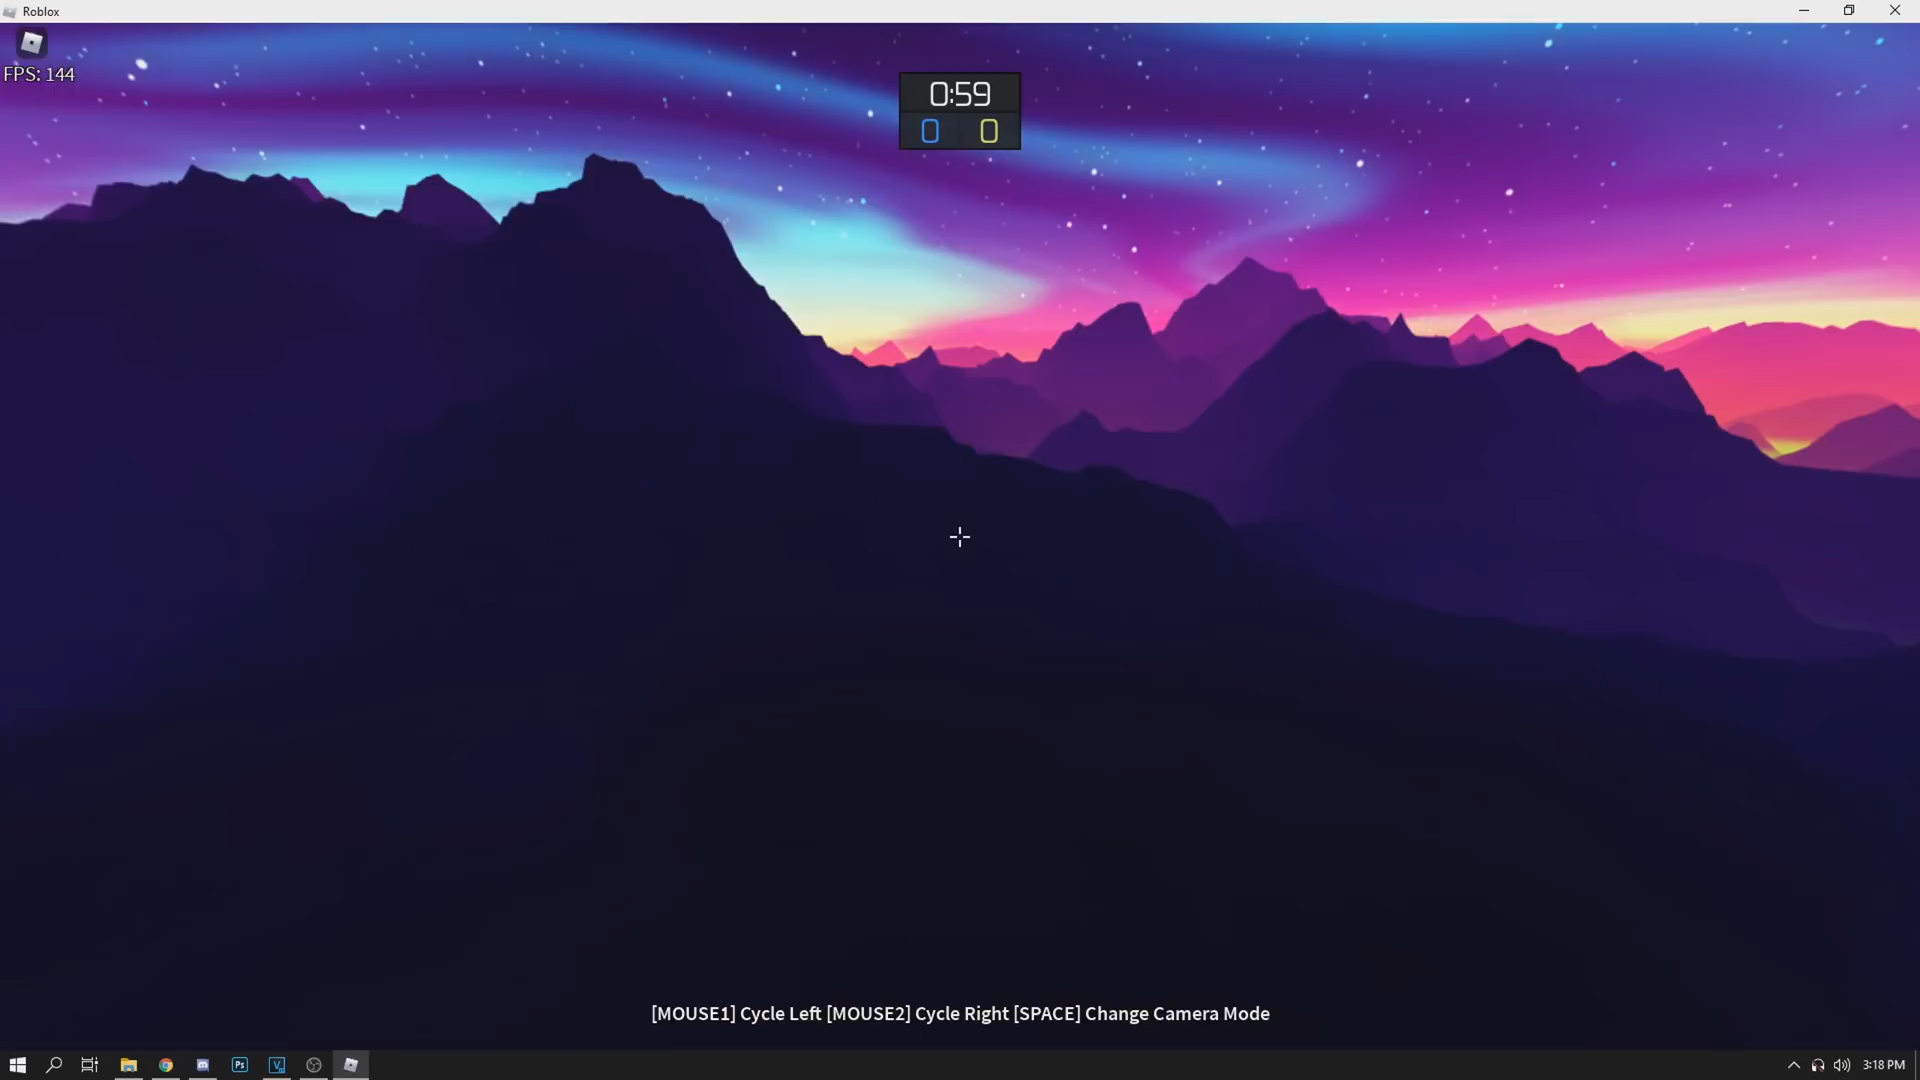 Roblox
FPS: 144
0:59
0 0
[MOUSE1] Cycle Left [MOUSE2] Cycle Right [SPACE] Change Camera Mode
Ps
3:18 PM